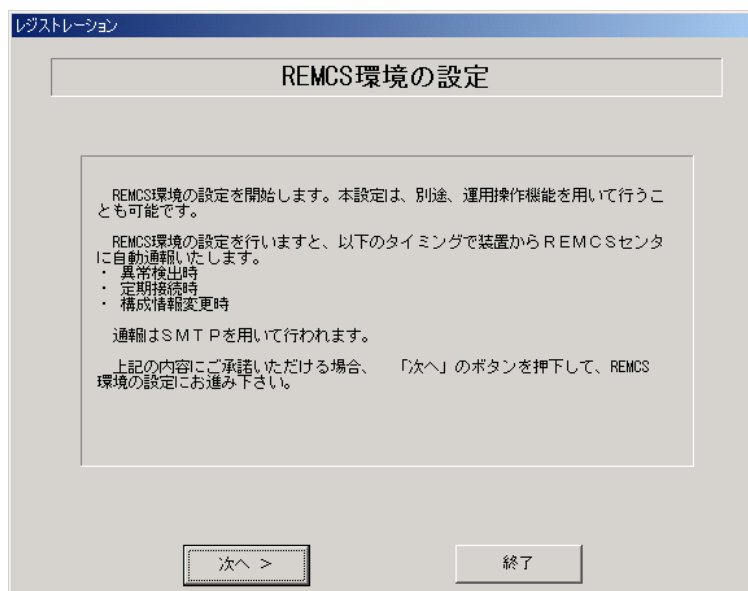 レジストレーション
REMCS環境の設定
REMCS環境の設定を開始します。本設定は、別途、運用操作機能を用いて行うこ
とも可能です。
REMCS環境の設定を行いますと、以下のタイミングで装置からＲＥＭＣＳセンタ
に自動通報いたします。
・ 異常検出時
・ 定期接続時
・ 構成情報変更時
通報はＳＭＴＰを用いて行われます。
上記の内容にご承諾いただける場合、 「次へ」のボタンを押下して、REMCS
環境の設定にお進み下さい。
次へ ＞
終了